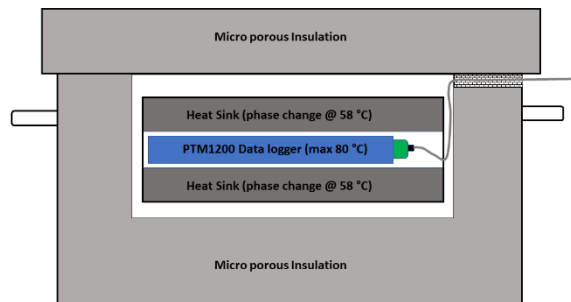 Micro porous Insulation
Heat Sink (phase change @ 58 °C)
PTM1200 Data logger (max 80 °C)
Heat Sink (phase change @ 58 °C)
Micro porous Insulation